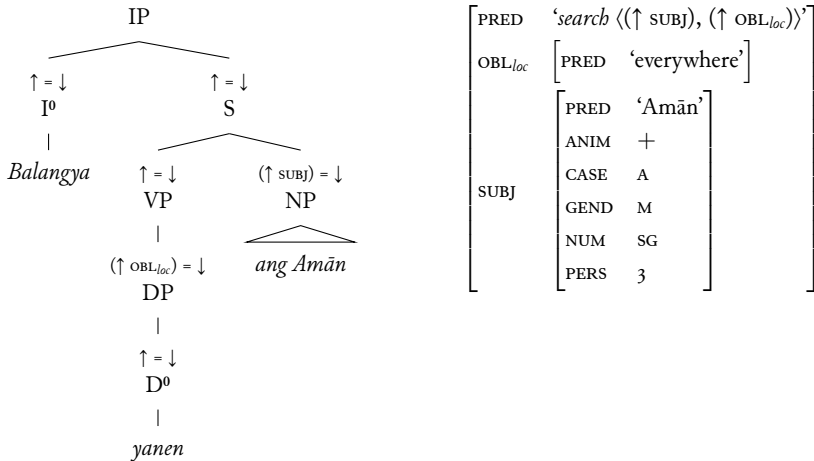 IP
↑ = ↓ ↑ = ↓
I⁰ S
Balangya ↑ = ↓ (↑ SUBJ) = ↓
VP NP
(↑ OBL_loc) = ↓ ang Amān
DP
↑ = ↓
D⁰
yanen
PRED ‘search ⟨(↑ SUBJ), (↑ OBL_loc)⟩’
OBL_loc [PRED ‘everywhere’]
SUBJ
PRED ‘Amān’
ANIM +
CASE A
GEND M
NUM SG
PERS 3